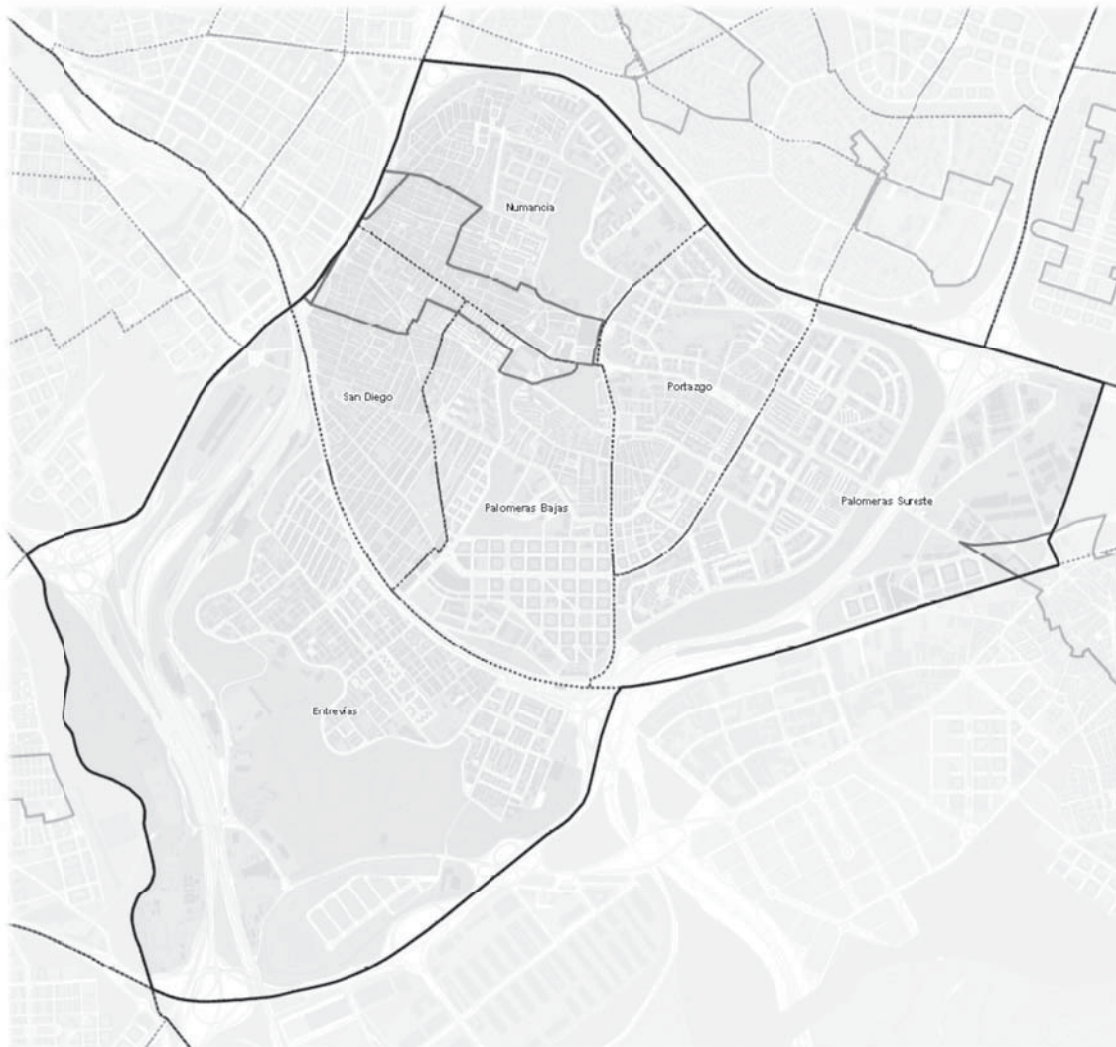 Numancia
Portazgo
San Diego
Palomeras Sureste
Palomeras Bajas
Entrevías